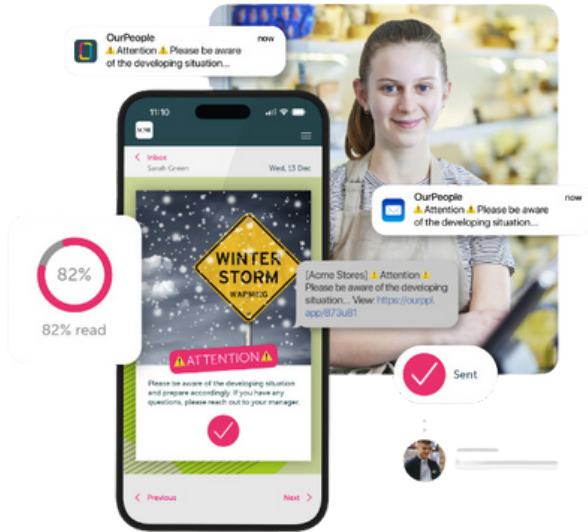 OurPeople now
⚠️Attention⚠️Please be aware
of the developing situation...
11:10
ACME
Inbox
Sarah Green Wed, 13 Dec
WINTER
STORM
⚠️ATTENTION⚠️
Please be aware of the developing situation
and prepare accordingly. If you have any
questions, please reach out to your manager.
Previous Next
82%
82% read
OurPeople now
⚠️Attention⚠️Please be aware
of the developing situation...
[Acme Stores] ⚠️Attention⚠️
Please be aware of the developing
situation... View: https://ourppl.
app/873u81
Sent